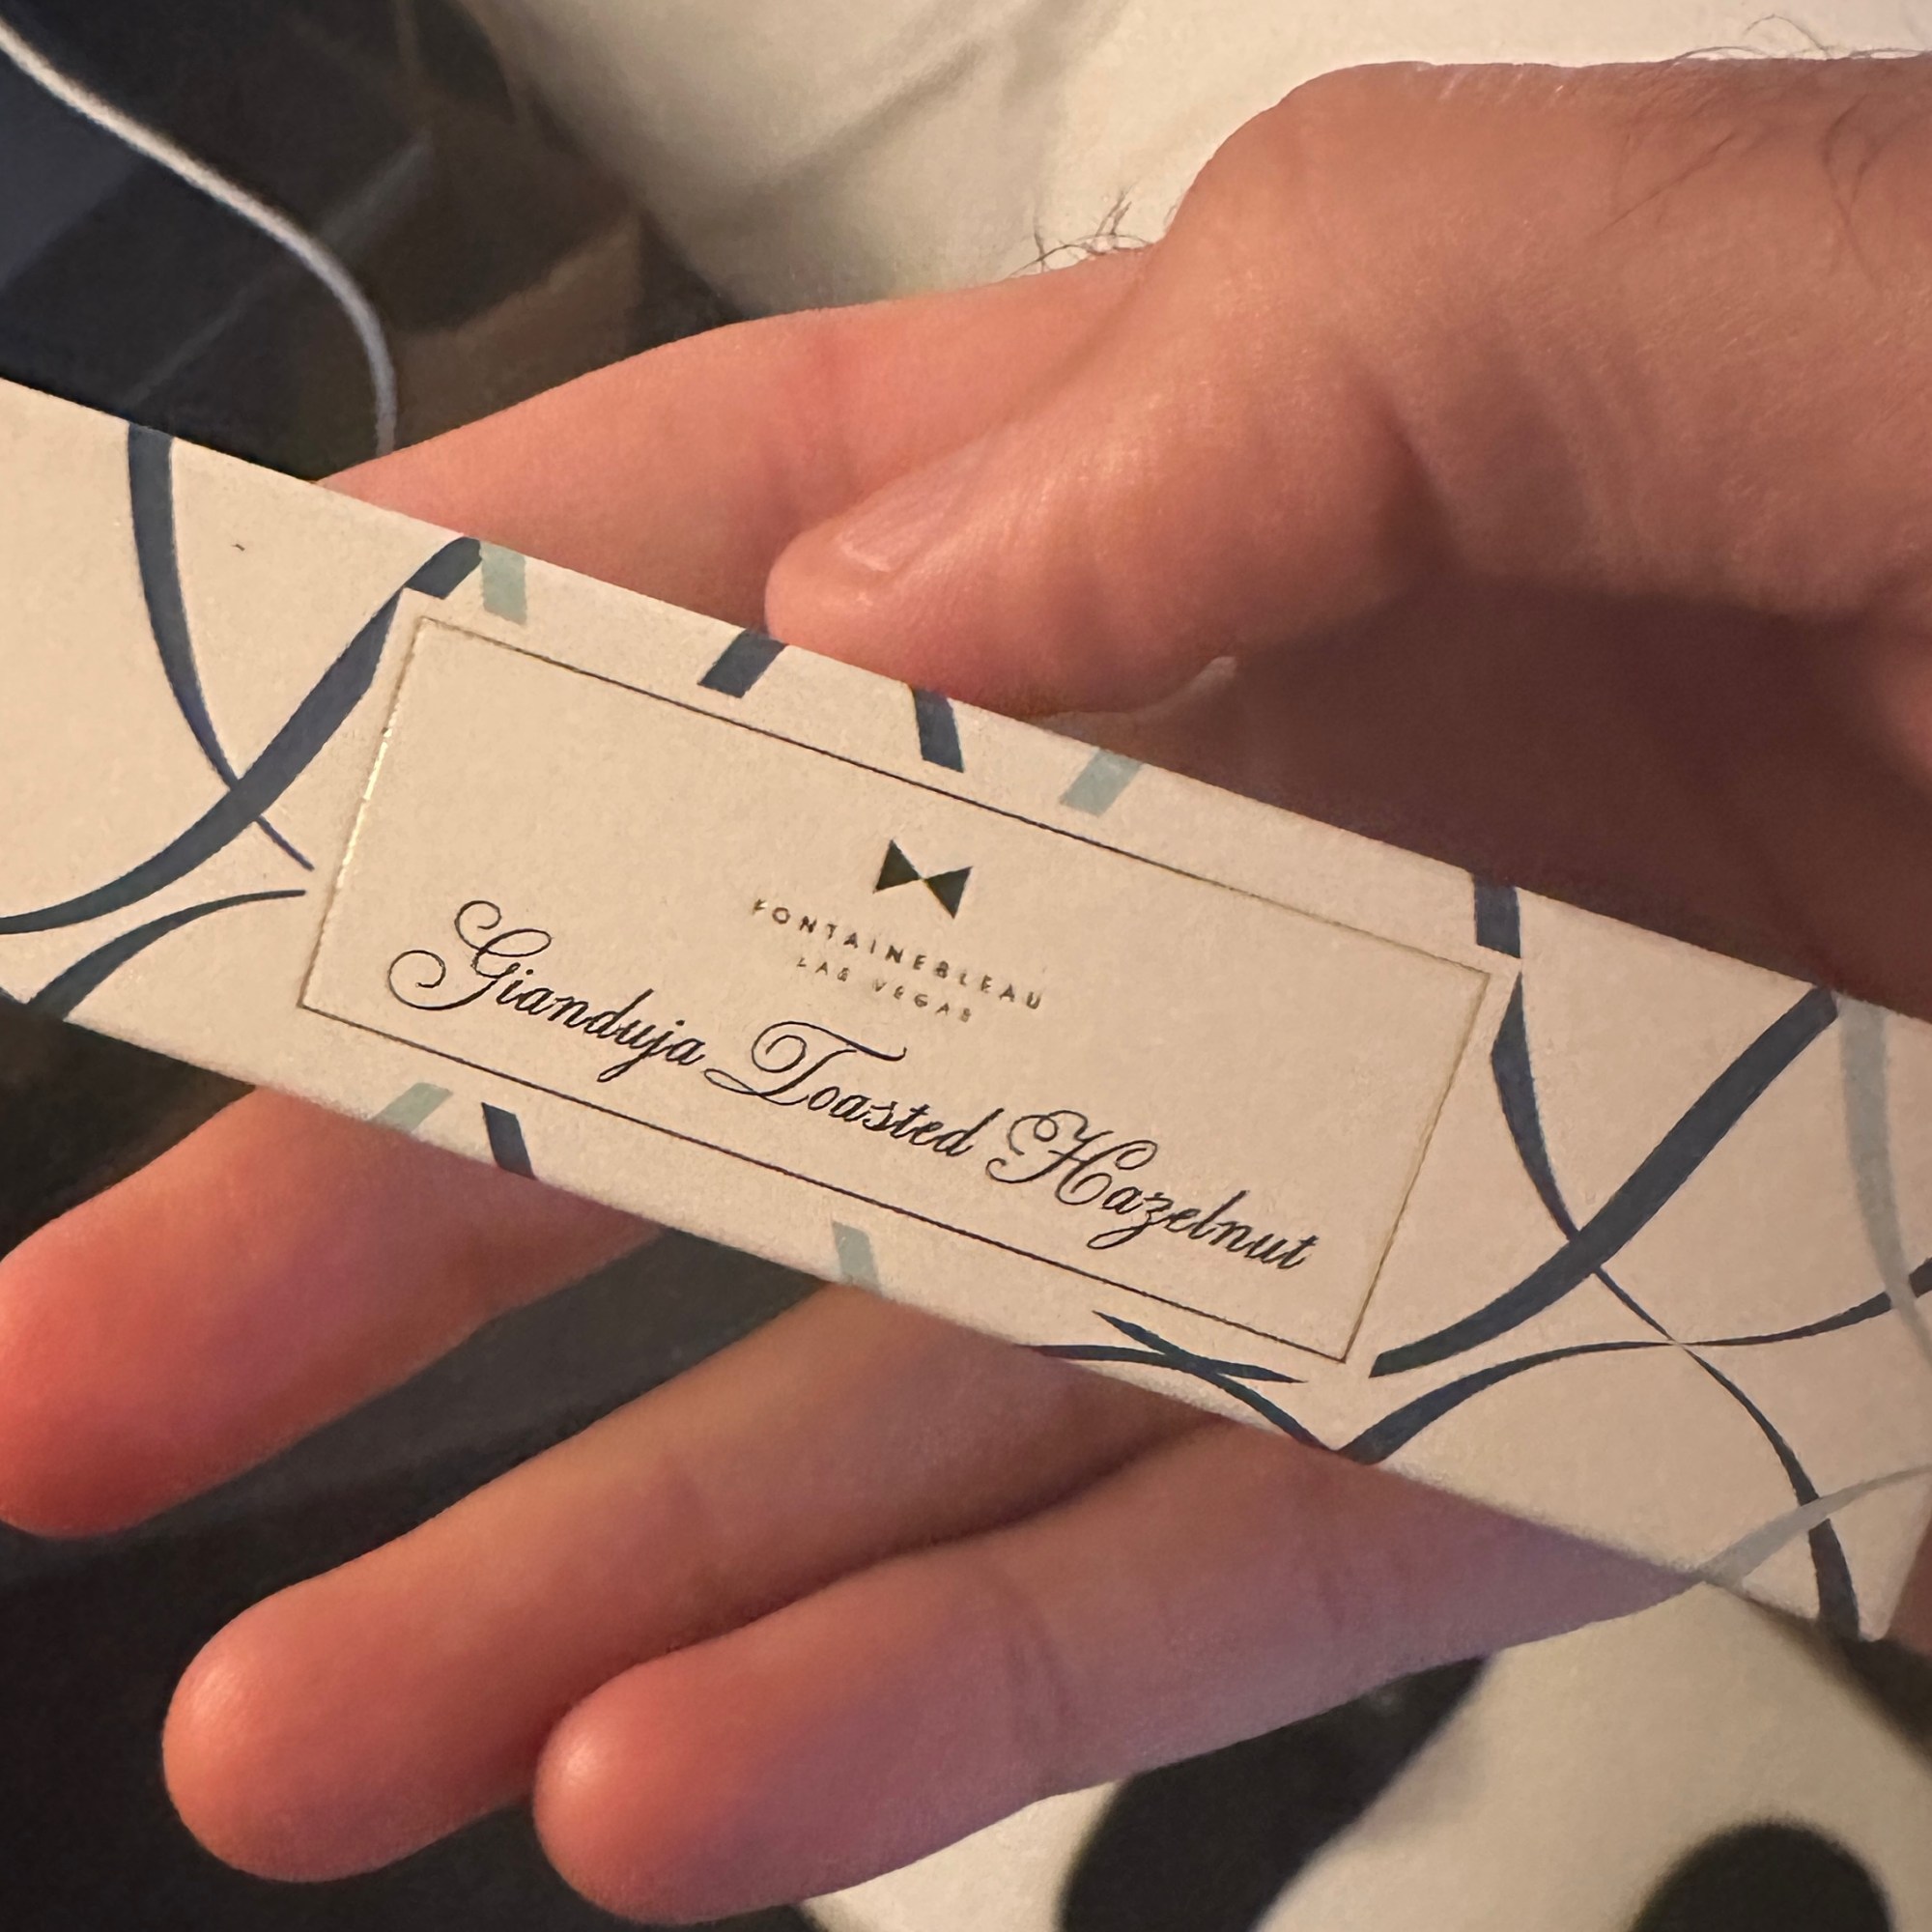 FONTAINEBLEAU
LAS VEGAS
Gianduja Toasted Hazelnut